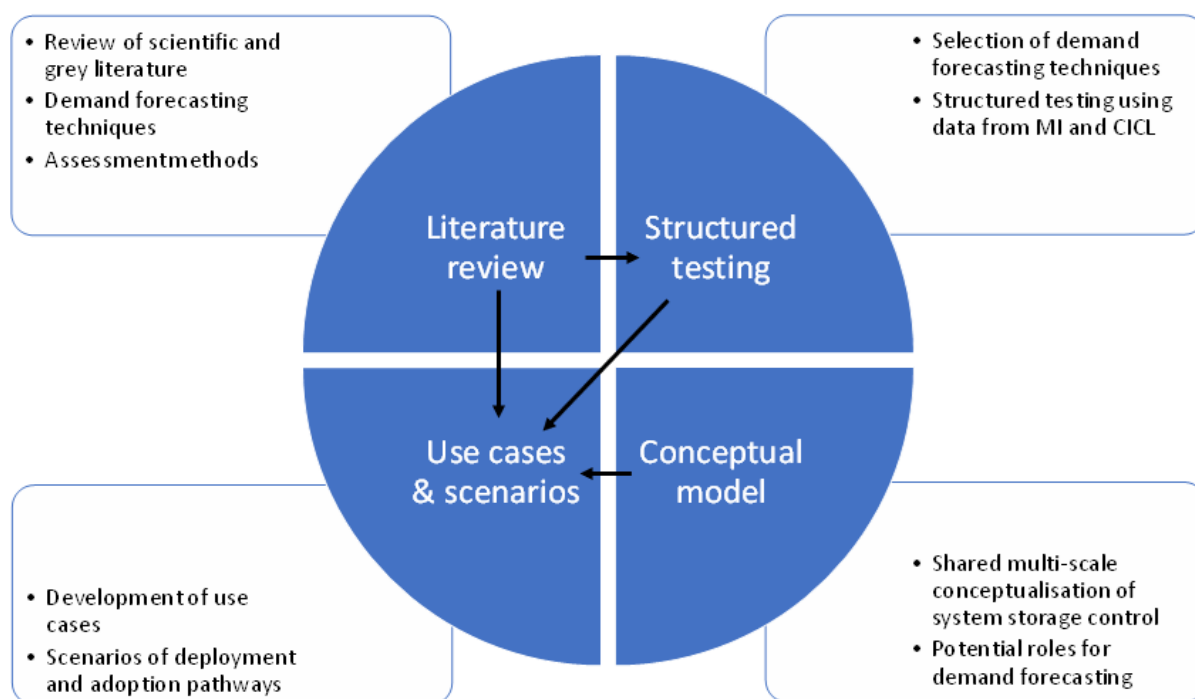 • Review of scientific and
grey literature
• Demand forecasting
techniques
• Assessmentmethods
• Selection of demand
forecasting techniques
• Structured testing using
data from MI and CICL
Literature
review
Structured
testing
Use cases
& scenarios
Conceptual
model
• Development of use
cases
• Scenarios of deployment
and adoption pathways
• Shared multi-scale
conceptualisation of
system storage control
• Potential roles for
demand forecasting